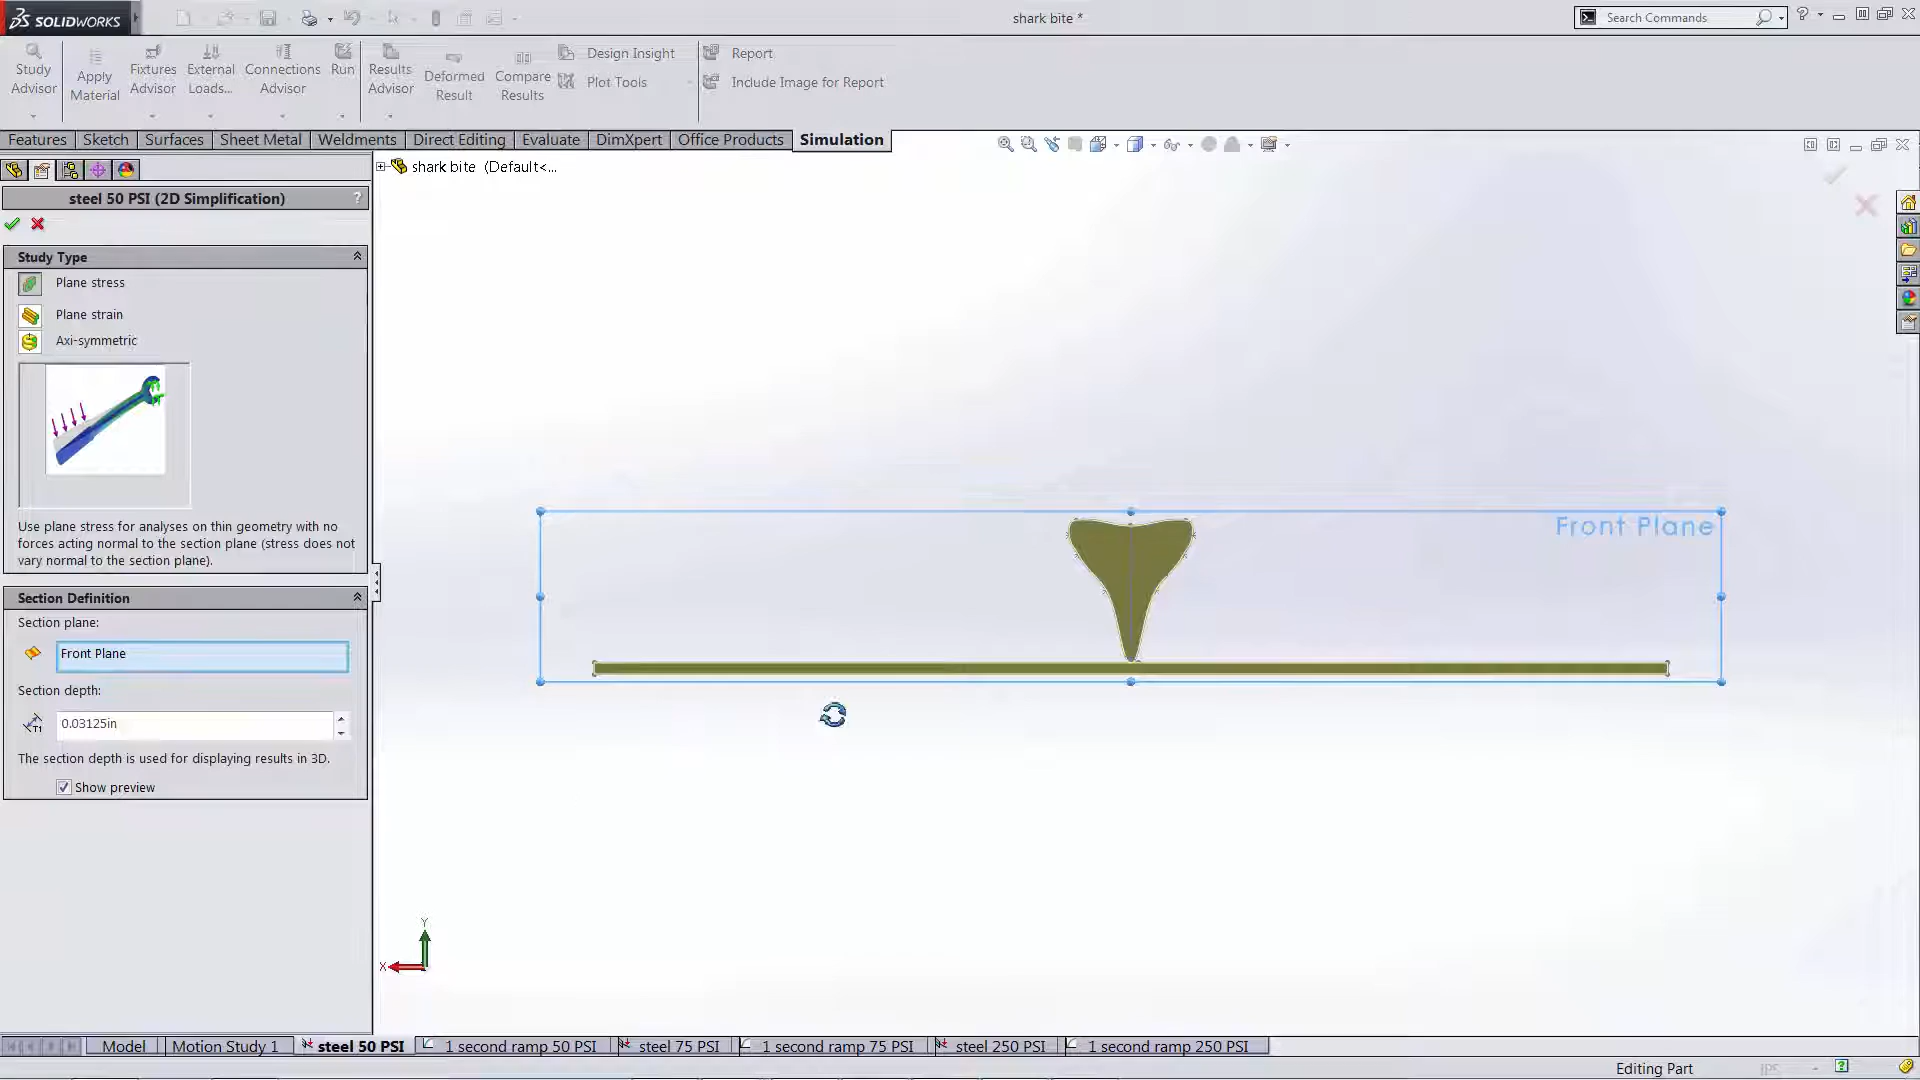 SOLIDWORKS
shark bite *
Search Commands
Study Advisor
Apply Material
Fixtures Advisor
External Loads...
Connections Advisor
Run
Results Advisor
Deformed Result
Compare Results
Design Insight
Plot Tools
Report
Include Image for Report
Features
Sketch
Surfaces
Sheet Metal
Weldments
Direct Editing
Evaluate
DimXpert
Office Products
Simulation
shark bite (Default<...
steel 50 PSI (2D Simplification)
?
Study Type
Plane stress
Plane strain
Axi-symmetric
Use plane stress for analyses on thin geometry with no
forces acting normal to the section plane (stress does not
vary normal to the section plane).
Section Definition
Section plane:
Front Plane
Section depth:
0.03125in
The section depth is used for displaying results in 3D.
Show preview
Front Plane
Y
X
Model
Motion Study 1
steel 50 PSI
1 second ramp 50 PSI
steel 75 PSI
1 second ramp 75 PSI
steel 250 PSI
1 second ramp 250 PSI
Editing Part
IPS